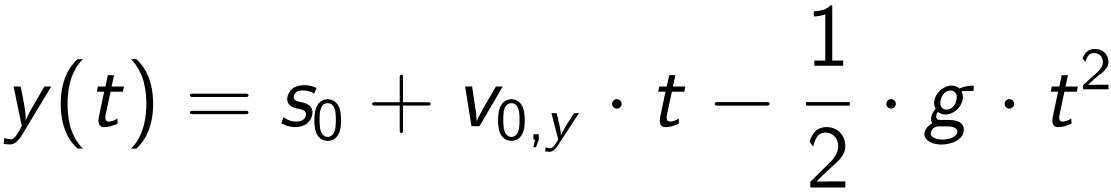 y(t) = s₀ + v₀,ᵧ · t − 1/2 · g · t²